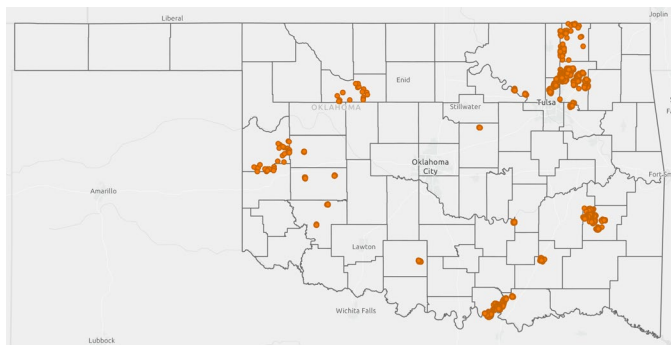 Liberal
Joplin
Enid
OKLAHOMA
Stillwater
Tulsa
Oklahoma
City
Amarillo
Lawton
Wichita Falls
Lubbock